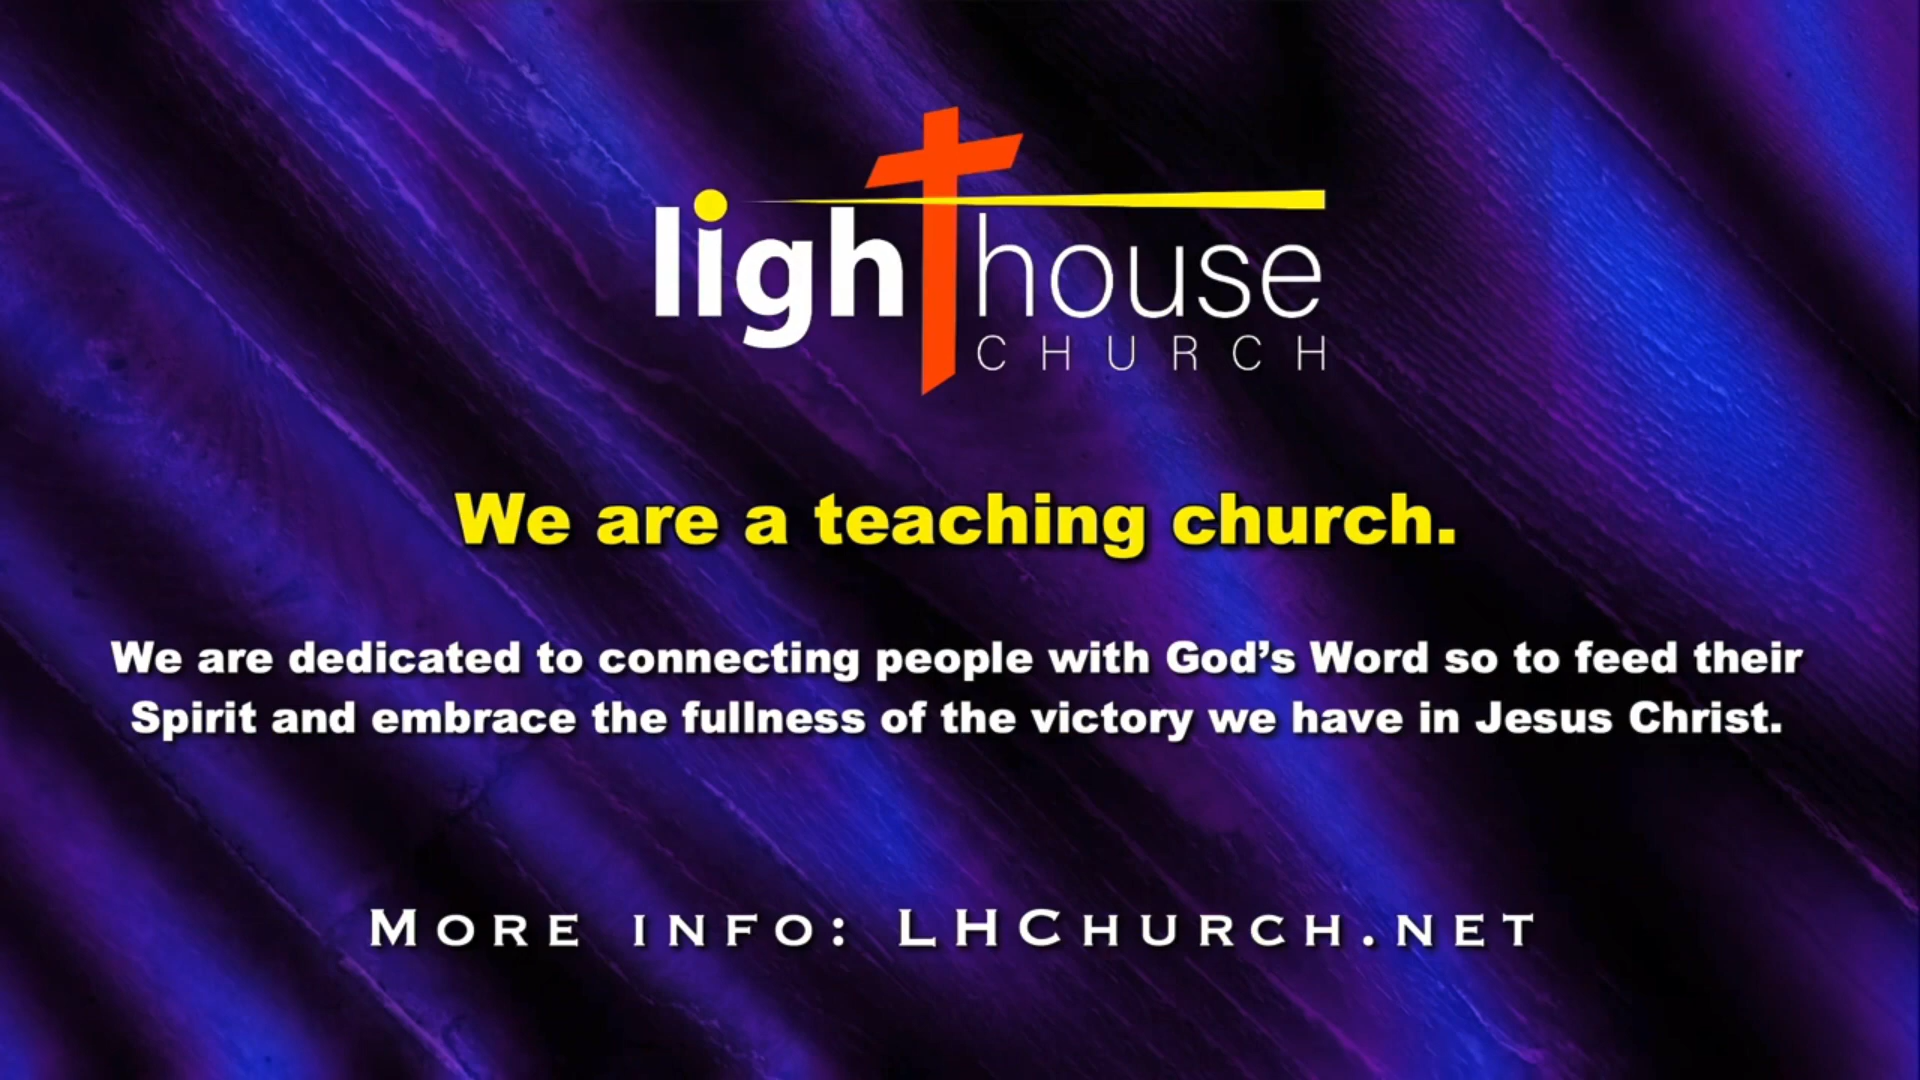 lighthouse
CHURCH
We are a teaching church.
We are dedicated to connecting people with God’s Word so to feed their
Spirit and embrace the fullness of the victory we have in Jesus Christ.
More info: LHChurch.net